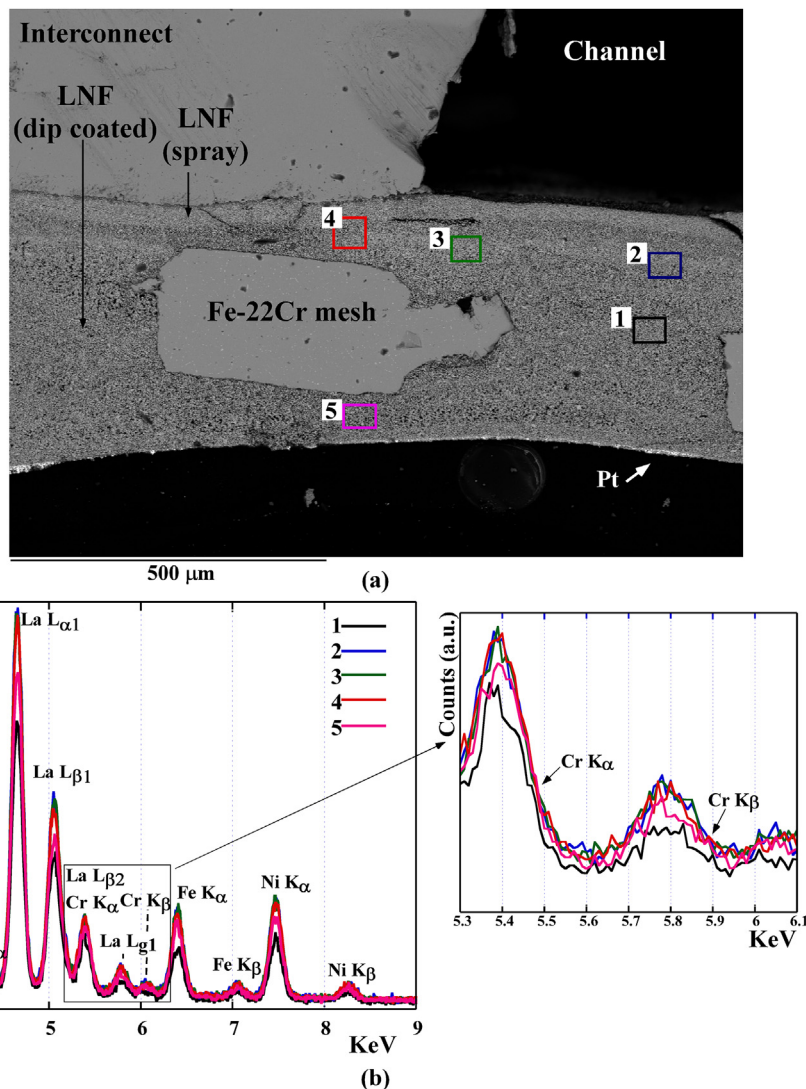 Interconnect
Channel
LNF
(dip coated)
LNF
(spray)
4
3
2
1
Fe-22Cr mesh
5
Pt
500 μm
(a)
La Lα1
1
2
3
4
5
La Lβ1
La Lβ2
Cr Kα
Cr Kβ
La Lg1
Fe Kα
Fe Kβ
Ni Kα
Ni Kβ
α
5 6 7 8 9
KeV
Counts (a.u.)
Cr Kα
Cr Kβ
5.3 5.4 5.5 5.6 5.7 5.8 5.9 6 6.1
KeV
(b)